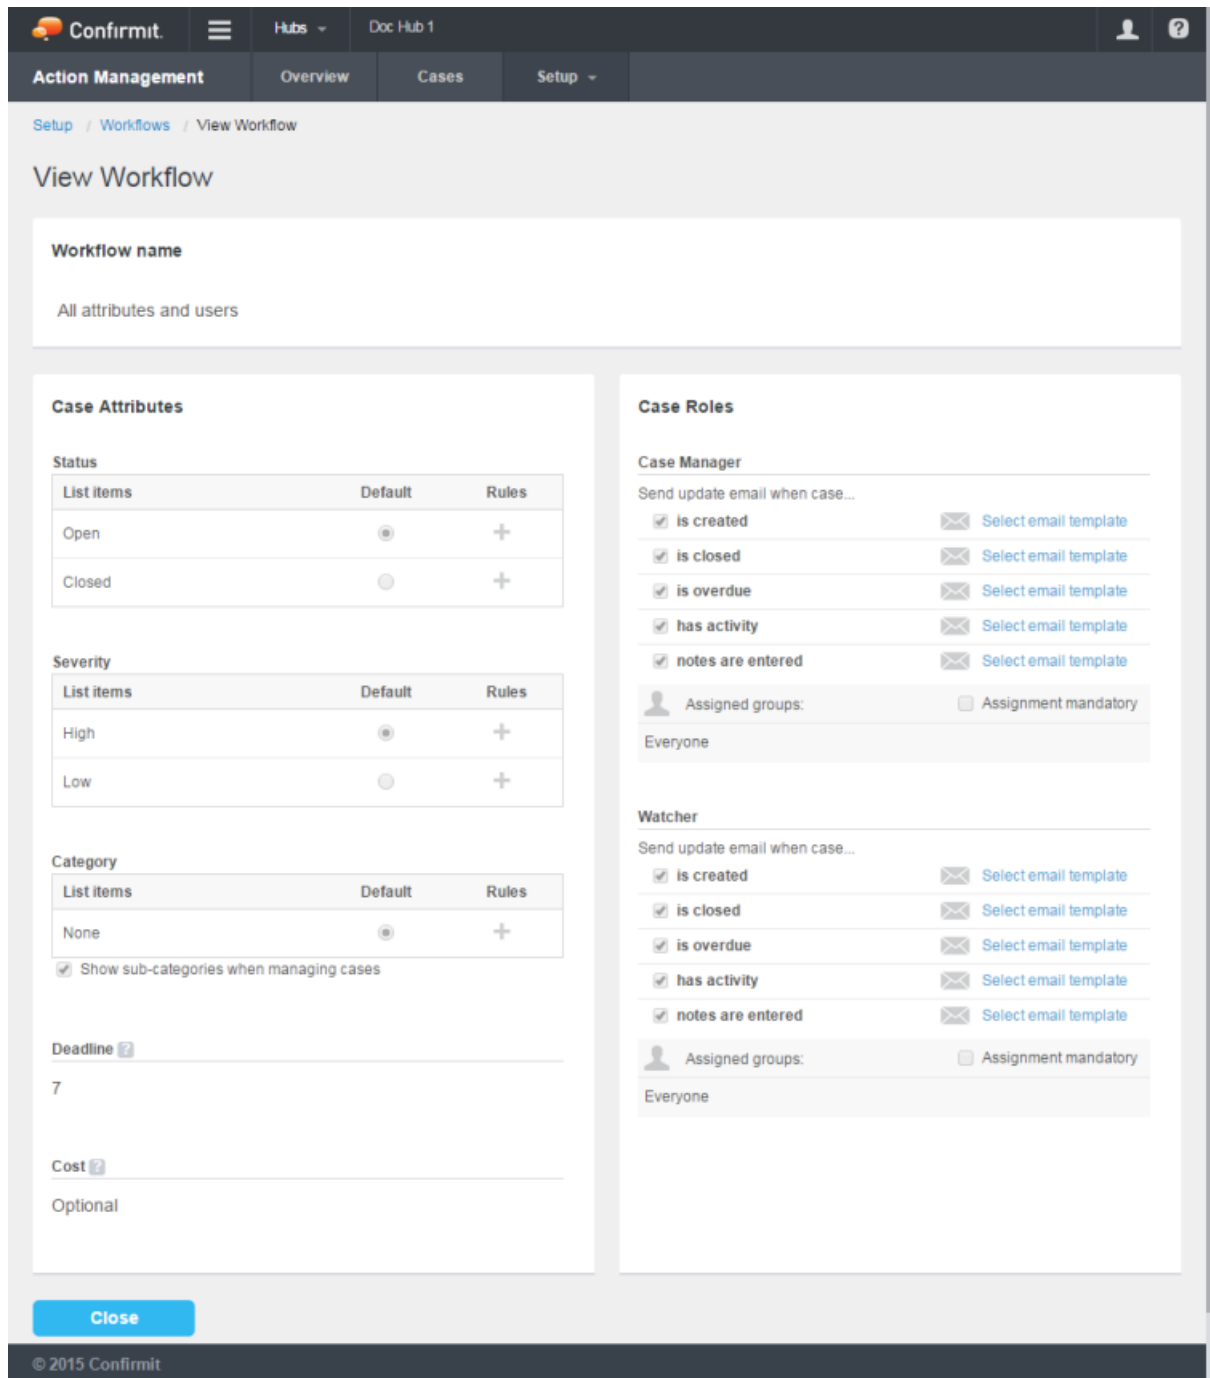 Confirmit. Hubs Doc Hub 1 ?
Action Management Overview Cases Setup
Setup / Workflows / View Workflow
View Workflow
Workflow name
All attributes and users
Case Attributes
Status
List items Default Rules
Open
Closed
Severity
List items Default Rules
High
Low
Category
List items Default Rules
None
Show sub-categories when managing cases
Deadline ?
7
Cost ?
Optional
Case Roles
Case Manager
Send update email when case...
is created Select email template
is closed Select email template
is overdue Select email template
has activity Select email template
notes are entered Select email template
Assigned groups: Assignment mandatory
Everyone
Watcher
Send update email when case...
is created Select email template
is closed Select email template
is overdue Select email template
has activity Select email template
notes are entered Select email template
Assigned groups: Assignment mandatory
Everyone
Close
© 2015 Confirmit